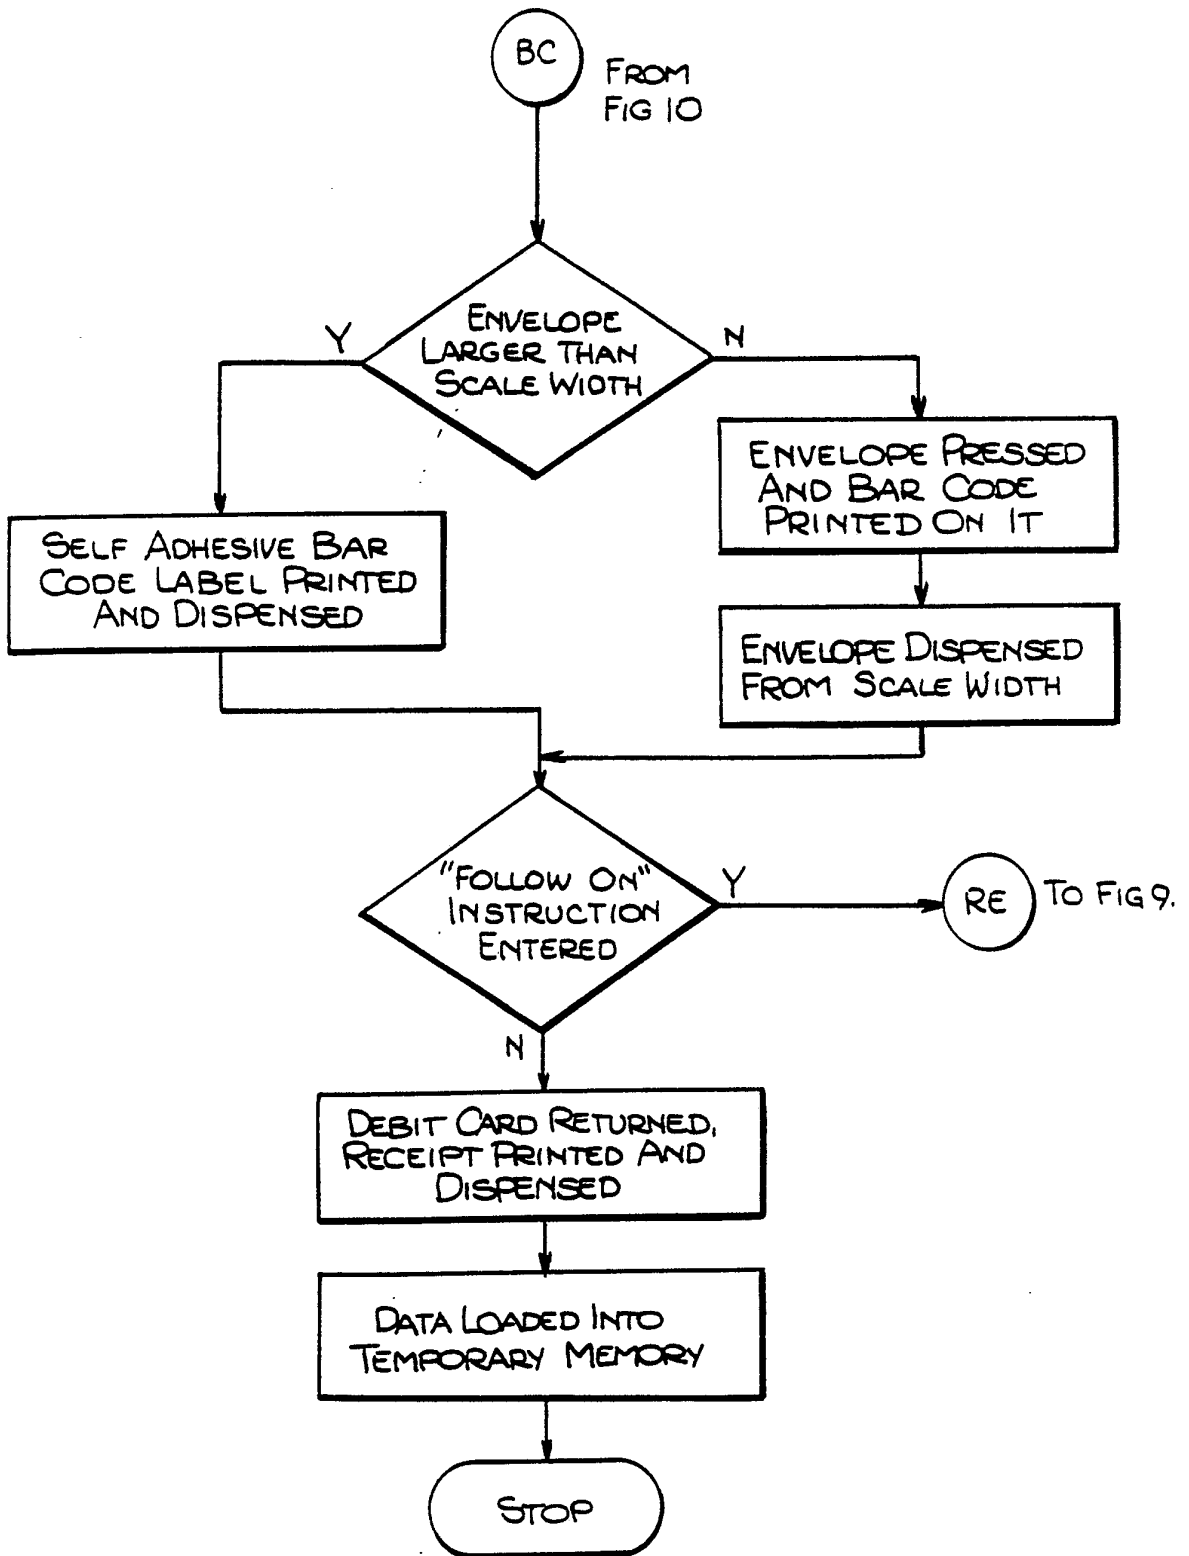 BC
FROM
FIG 10
ENVELOPE
LARGER THAN
SCALE WIDTH
Y
N
ENVELOPE PRESSED
AND BAR CODE
PRINTED ON IT
SELF ADHESIVE BAR
CODE LABEL PRINTED
AND DISPENSED
ENVELOPE DISPENSED
FROM SCALE WIDTH
"FOLLOW ON"
INSTRUCTION
ENTERED
Y
RE
TO FIG 9.
N
DEBIT CARD RETURNED,
RECEIPT PRINTED AND
DISPENSED
DATA LOADED INTO
TEMPORARY MEMORY
STOP